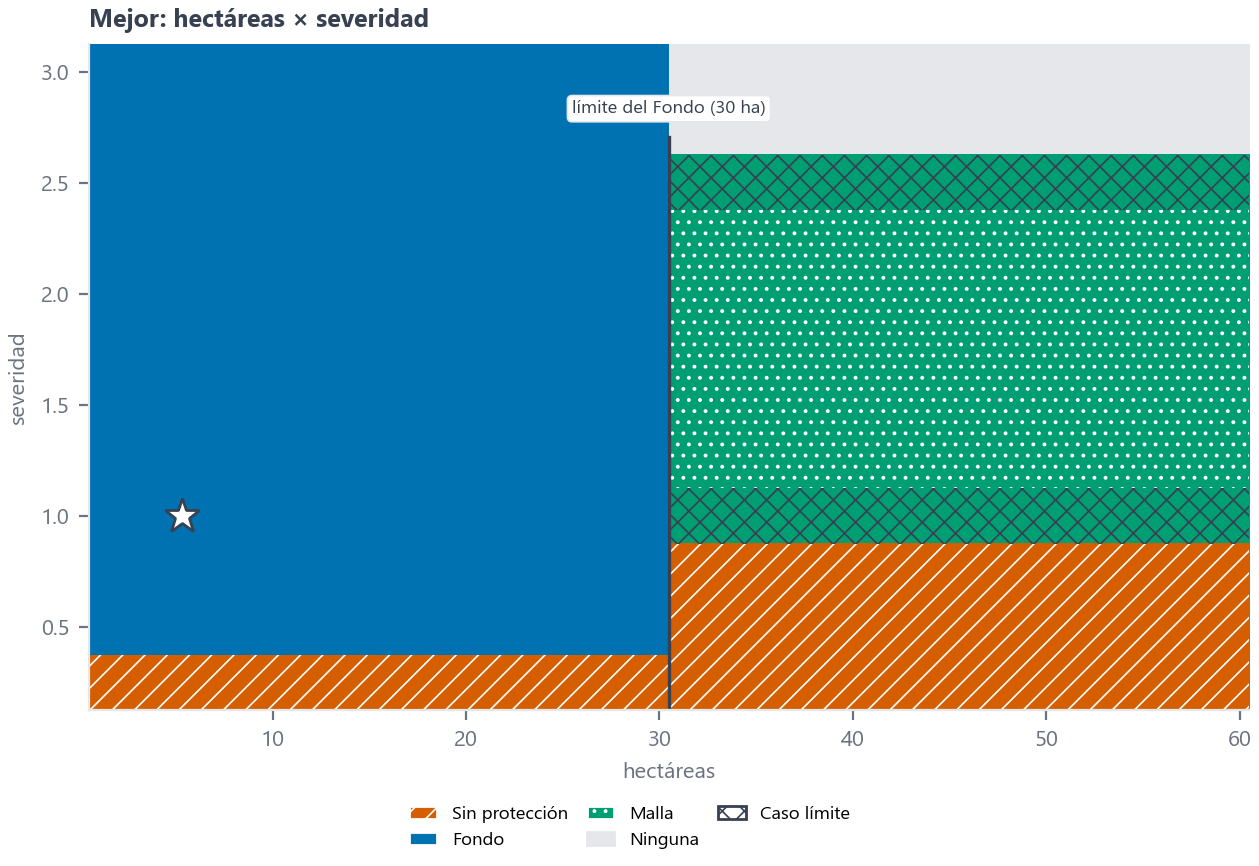 Mejor: hectáreas × severidad
3.0
límite del Fondo (30 ha)
2.5
2.0
severidad
1.5
1.0
0.5
10 20 30 40 50 60
hectáreas
Sin protección Malla Caso límite
Fondo Ninguna